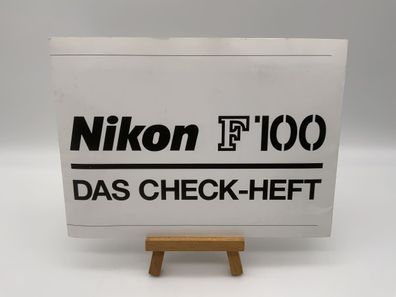 Nikon F100
DAS CHECK-HEFT